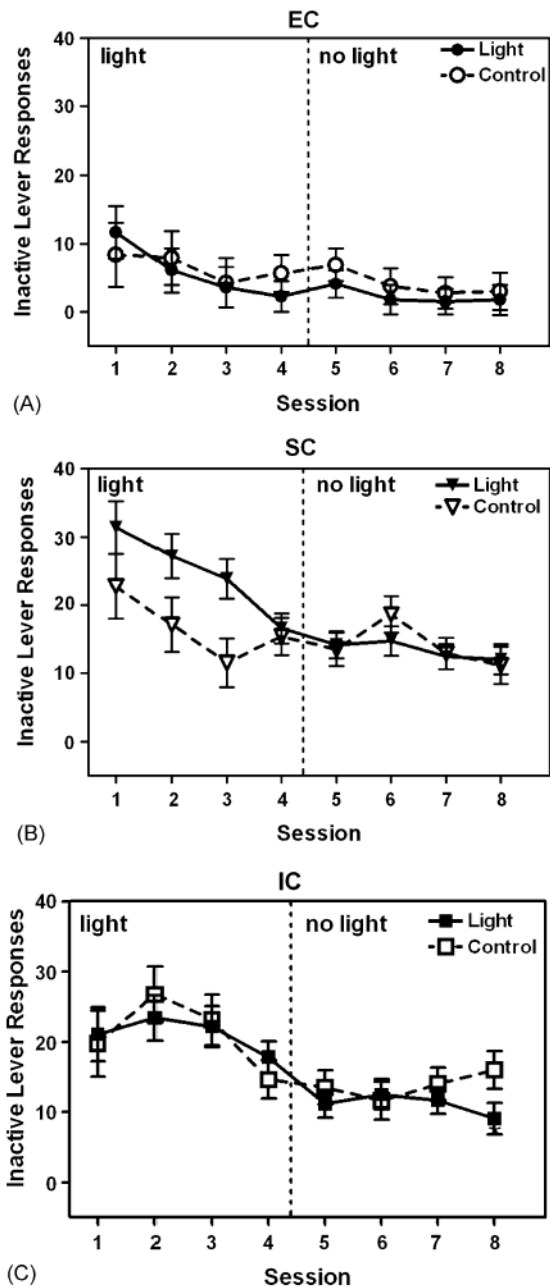 EC
40
30
20
10
0
Inactive Lever Responses
light
no light
Light
Control
1 2 3 4 5 6 7 8
Session
(A)
SC
40
30
20
10
0
Inactive Lever Responses
light
no light
Light
Control
1 2 3 4 5 6 7 8
Session
(B)
IC
40
30
20
10
0
Inactive Lever Responses
light
no light
Light
Control
1 2 3 4 5 6 7 8
Session
(C)